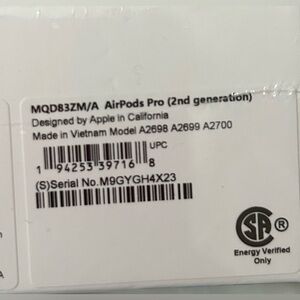 MQD83ZM/A AirPods Pro (2nd generation)
Designed by Apple in California
Made in Vietnam Model A2698 A2699 A2700
UPC
1 94253 39716 8
(S)Serial No. M9GYGH4X23
CSA ®
Energy Verified
Only